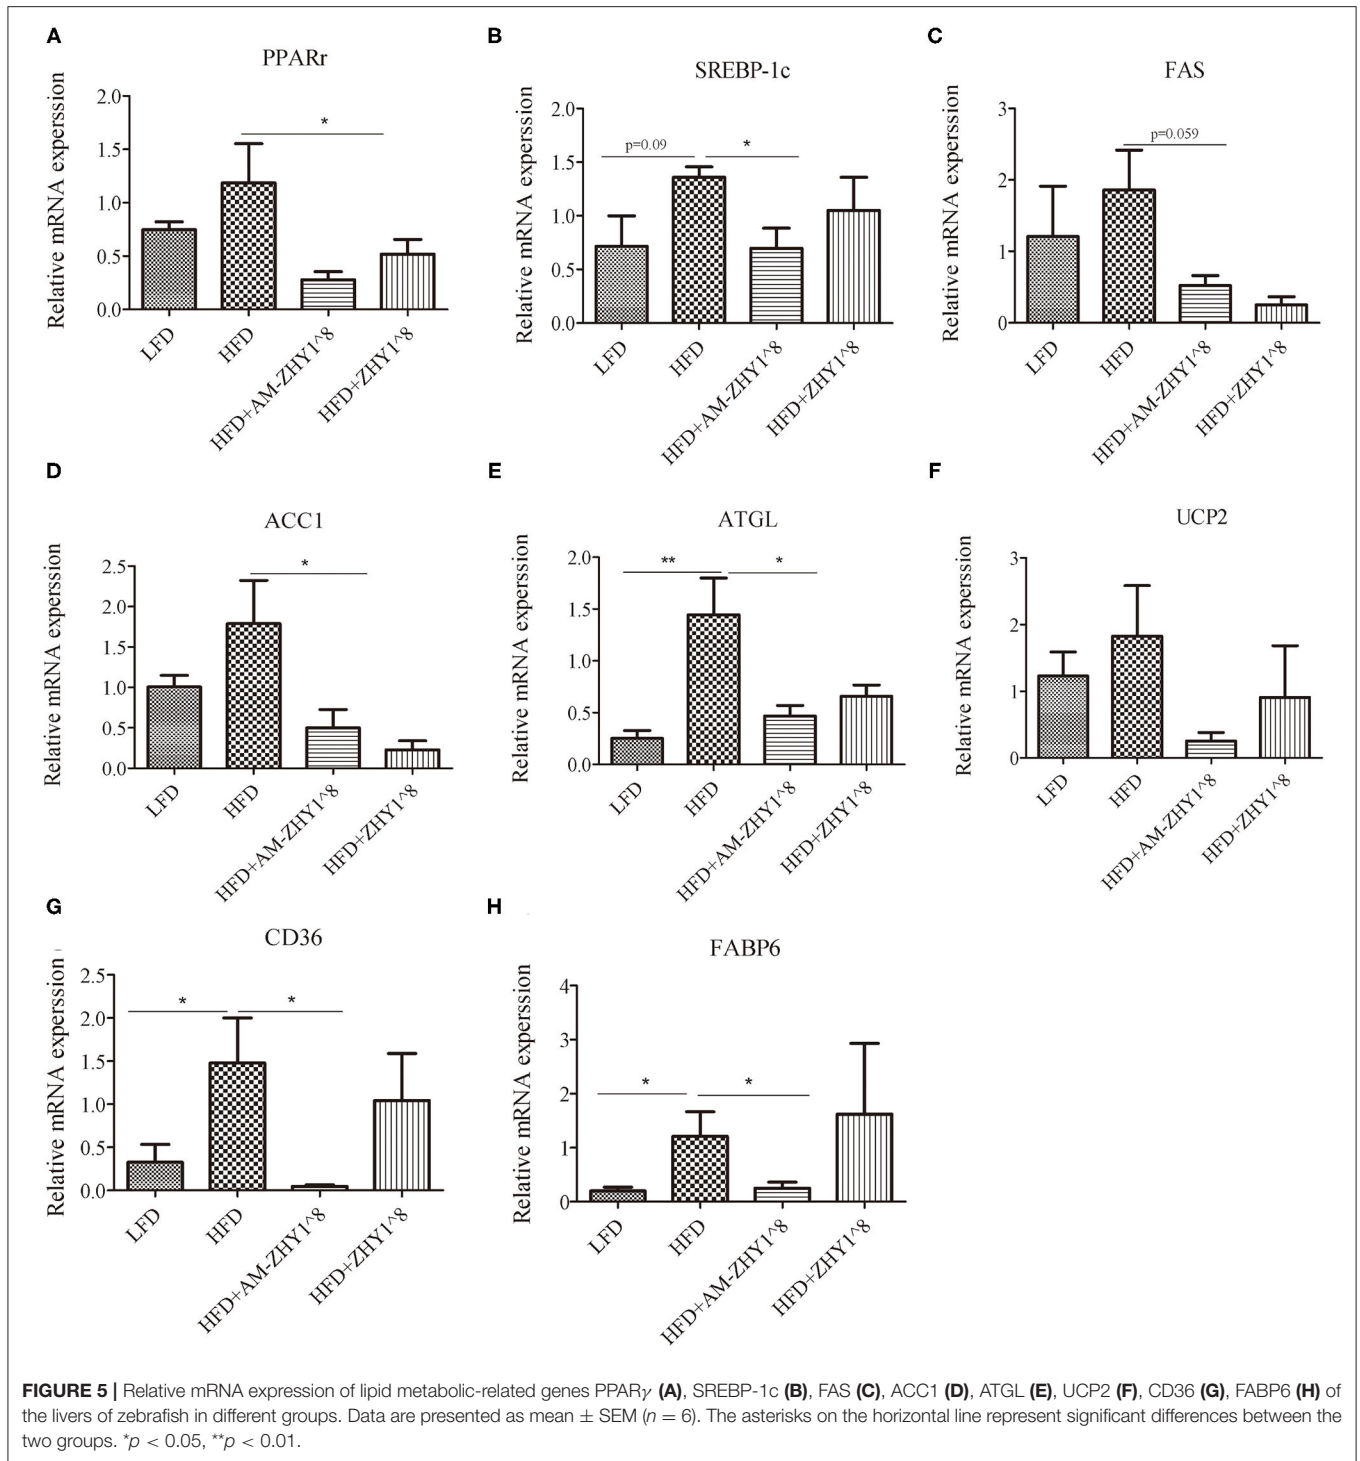 A
PPARr
Relative mRNA experssion
2.0
1.5
1.0
0.5
0.0
*
LFD
HFD
HFD+AM-ZHY1^8
HFD+ZHY1^8
B
SREBP-1c
Relative mRNA experssion
2.0
1.5
1.0
0.5
0.0
p=0.09
*
LFD
HFD
HFD+AM-ZHY1^8
HFD+ZHY1^8
C
FAS
Relative mRNA experssion
3
2
1
0
p=0.059
LFD
HFD
HFD+AM-ZHY1^8
HFD+ZHY1^8
D
ACC1
Relative mRNA experssion
2.5
2.0
1.5
1.0
0.5
0.0
*
LFD
HFD
HFD+AM-ZHY1^8
HFD+ZHY1^8
E
ATGL
Relative mRNA experssion
2.0
1.5
1.0
0.5
0.0
**
*
LFD
HFD
HFD+AM-ZHY1^8
HFD+ZHY1^8
F
UCP2
Relative mRNA experssion
3
2
1
0
LFD
HFD
HFD+AM-ZHY1^8
HFD+ZHY1^8
G
CD36
Relative mRNA experssion
2.5
2.0
1.5
1.0
0.5
0.0
*
*
LFD
HFD
HFD+AM-ZHY1^8
HFD+ZHY1^8
H
FABP6
Relative mRNA experssion
4
3
2
1
0
*
*
LFD
HFD
HFD+AM-ZHY1^8
HFD+ZHY1^8
FIGURE 5 | Relative mRNA expression of lipid metabolic-related genes PPARγ (A), SREBP-1c (B), FAS (C), ACC1 (D), ATGL (E), UCP2 (F), CD36 (G), FABP6 (H) of
the livers of zebrafish in different groups. Data are presented as mean ± SEM (n = 6). The asterisks on the horizontal line represent significant differences between the
two groups. *p < 0.05, **p < 0.01.